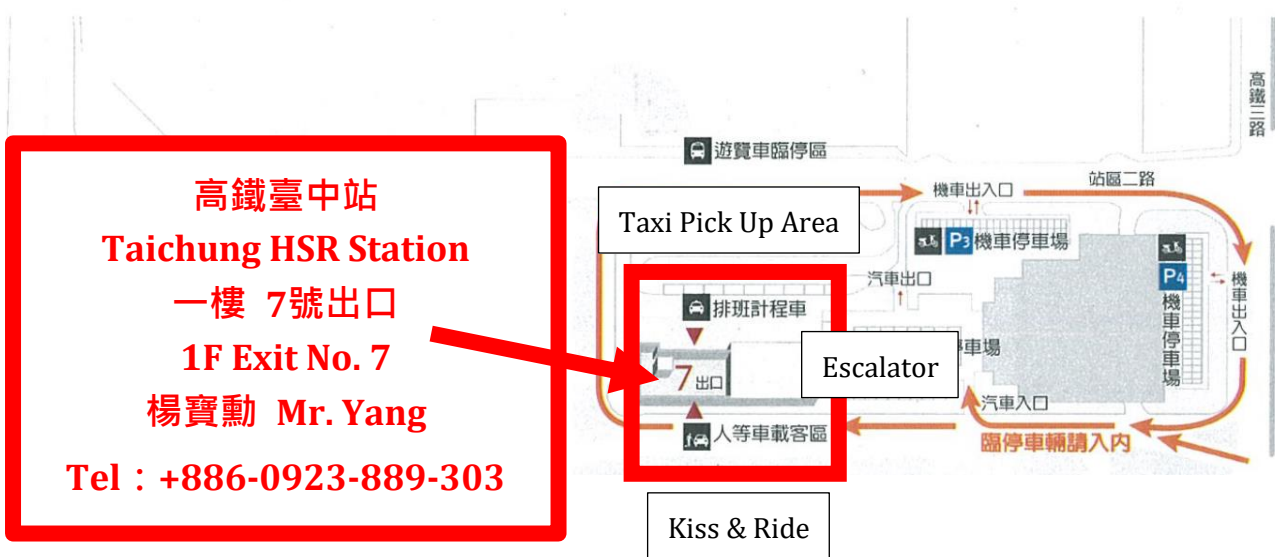 高鐵臺中站
Taichung HSR Station
一樓 7號出口
1F Exit No. 7
楊寶勳 Mr. Yang
Tel：+886-0923-889-303
遊覽車臨停區
Taxi Pick Up Area
排班計程車
7 出口
人等車載客區
Kiss & Ride
Escalator
機車出入口
P3 機車停車場
汽車出口
車場
汽車入口
臨停車輛請入內
站區二路
高鐵三路
P4
機車停車場
機車出入口